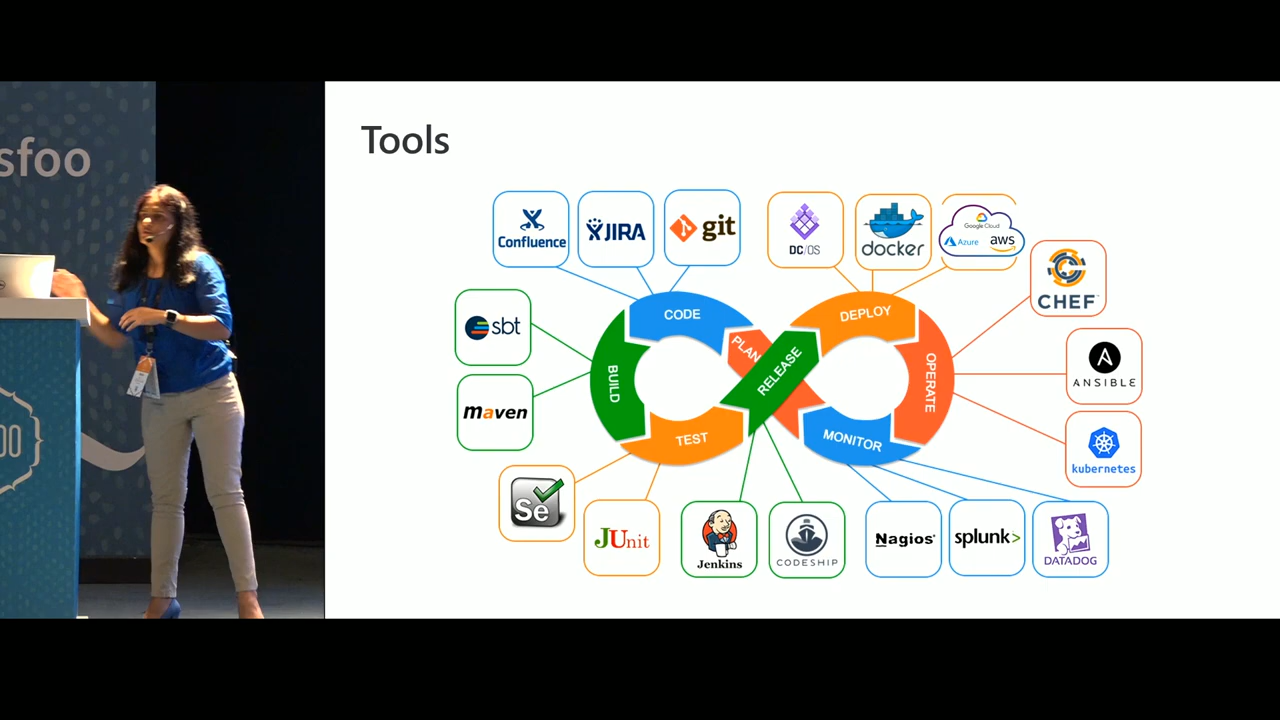 sfoo
Tools
Confluence
JIRA
git
DC/OS
docker
Google Cloud
Azure
aws
CHEF
sbt
CODE
DEPLOY
PLAN
RELEASE
BUILD
OPERATE
ANSIBLE
maven
TEST
MONITOR
kubernetes
Se
JUnit
Jenkins
CODESHIP
Nagios
splunk>
DATADOG